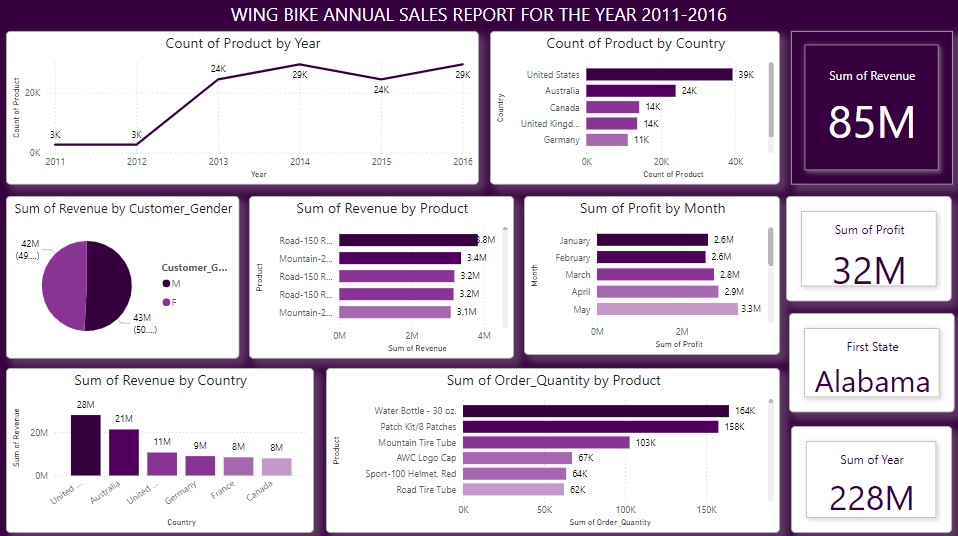 WING BIKE ANNUAL SALES REPORT FOR THE YEAR 2011-2016
Count of Product by Year
Count of Product
20K
0K
3K
3K
24K
29K
24K
29K
2011
2012
2013
2014
2015
2016
Year
Count of Product by Country
Country
United States
39K
Australia
24K
Canada
14K
United Kingd...
14K
Germany
11K
0K
20K
40K
Count of Product
Sum of Revenue
85M
Sum of Revenue by Customer_Gender
42M
(49....)
43M
(50....)
Customer_G...
M
F
Sum of Revenue by Product
Product
Road-150 R...
3.8M
Mountain-2...
3.4M
Road-150 R...
3.2M
Road-150 R...
3.2M
Mountain-2...
3.1M
0M
2M
4M
Sum of Revenue
Sum of Profit by Month
Month
January
2.6M
February
2.6M
March
2.8M
April
2.9M
May
3.3M
0M
2M
Sum of Profit
Sum of Profit
32M
First State
Alabama
Sum of Revenue by Country
Sum of Revenue
20M
0M
28M
21M
11M
9M
8M
8M
United ...
Australia
United ...
Germany
France
Canada
Country
Sum of Order_Quantity by Product
Product
Water Bottle - 30 oz.
164K
Patch Kit/8 Patches
158K
Mountain Tire Tube
103K
AWC Logo Cap
67K
Sport-100 Helmet, Red
64K
Road Tire Tube
62K
0K
50K
100K
150K
Sum of Order_Quantity
Sum of Year
228M